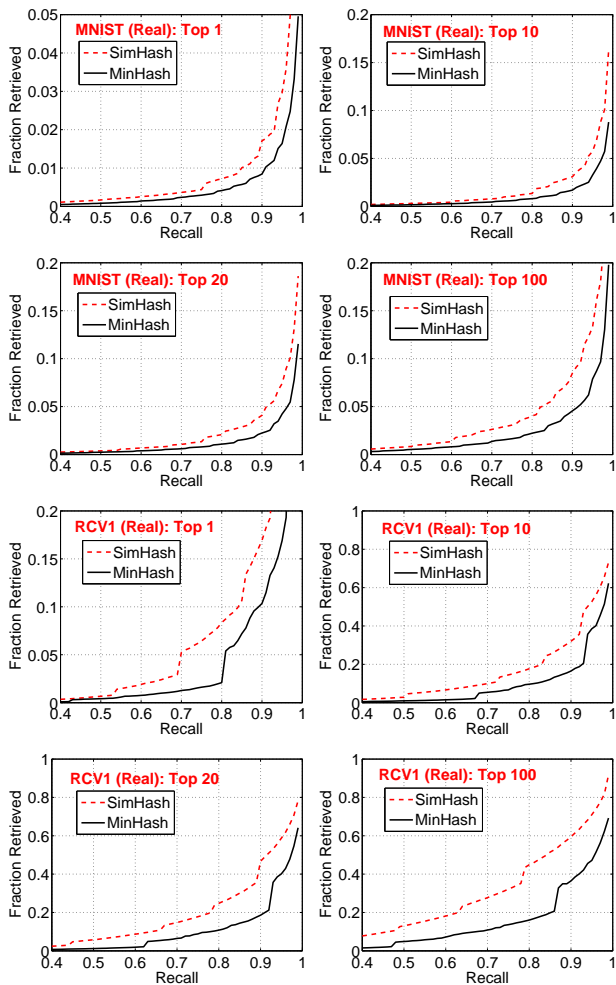 MNIST (Real): Top 1
SimHash
MinHash
Fraction Retrieved
0.05
0.04
0.03
0.02
0.01
0
0.4 0.5 0.6 0.7 0.8 0.9 1
Recall
MNIST (Real): Top 10
SimHash
MinHash
Fraction Retrieved
0.2
0.15
0.1
0.05
0
0.4 0.5 0.6 0.7 0.8 0.9 1
Recall
MNIST (Real): Top 20
SimHash
MinHash
Fraction Retrieved
0.2
0.15
0.1
0.05
0
0.4 0.5 0.6 0.7 0.8 0.9 1
Recall
MNIST (Real): Top 100
SimHash
MinHash
Fraction Retrieved
0.2
0.15
0.1
0.05
0
0.4 0.5 0.6 0.7 0.8 0.9 1
Recall
RCV1 (Real): Top 1
SimHash
MinHash
Fraction Retrieved
0.2
0.15
0.1
0.05
0
0.4 0.5 0.6 0.7 0.8 0.9 1
Recall
RCV1 (Real): Top 10
SimHash
MinHash
Fraction Retrieved
1
0.8
0.6
0.4
0.2
0
0.4 0.5 0.6 0.7 0.8 0.9 1
Recall
RCV1 (Real): Top 20
SimHash
MinHash
Fraction Retrieved
1
0.8
0.6
0.4
0.2
0
0.4 0.5 0.6 0.7 0.8 0.9 1
Recall
RCV1 (Real): Top 100
SimHash
MinHash
Fraction Retrieved
1
0.8
0.6
0.4
0.2
0
0.4 0.5 0.6 0.7 0.8 0.9 1
Recall